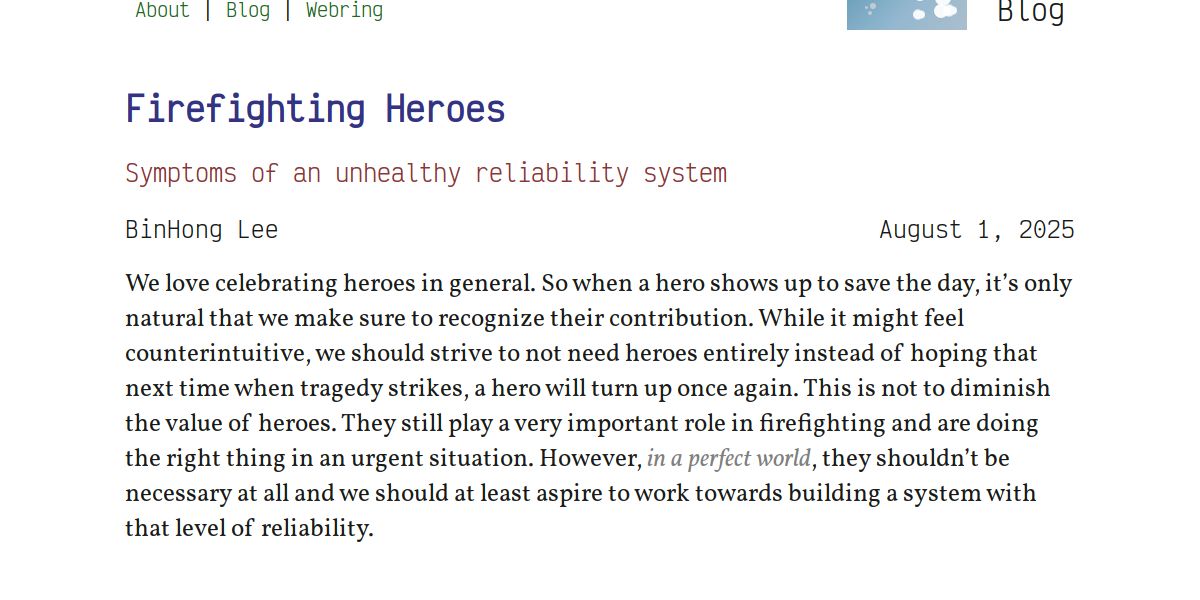 About | Blog | Webring
Blog
Firefighting Heroes
Symptoms of an unhealthy reliability system
BinHong Lee
August 1, 2025
We love celebrating heroes in general. So when a hero shows up to save the day, it’s only
natural that we make sure to recognize their contribution. While it might feel
counterintuitive, we should strive to not need heroes entirely instead of hoping that
next time when tragedy strikes, a hero will turn up once again. This is not to diminish
the value of heroes. They still play a very important role in firefighting and are doing
the right thing in an urgent situation. However, in a perfect world, they shouldn’t be
necessary at all and we should at least aspire to work towards building a system with
that level of reliability.